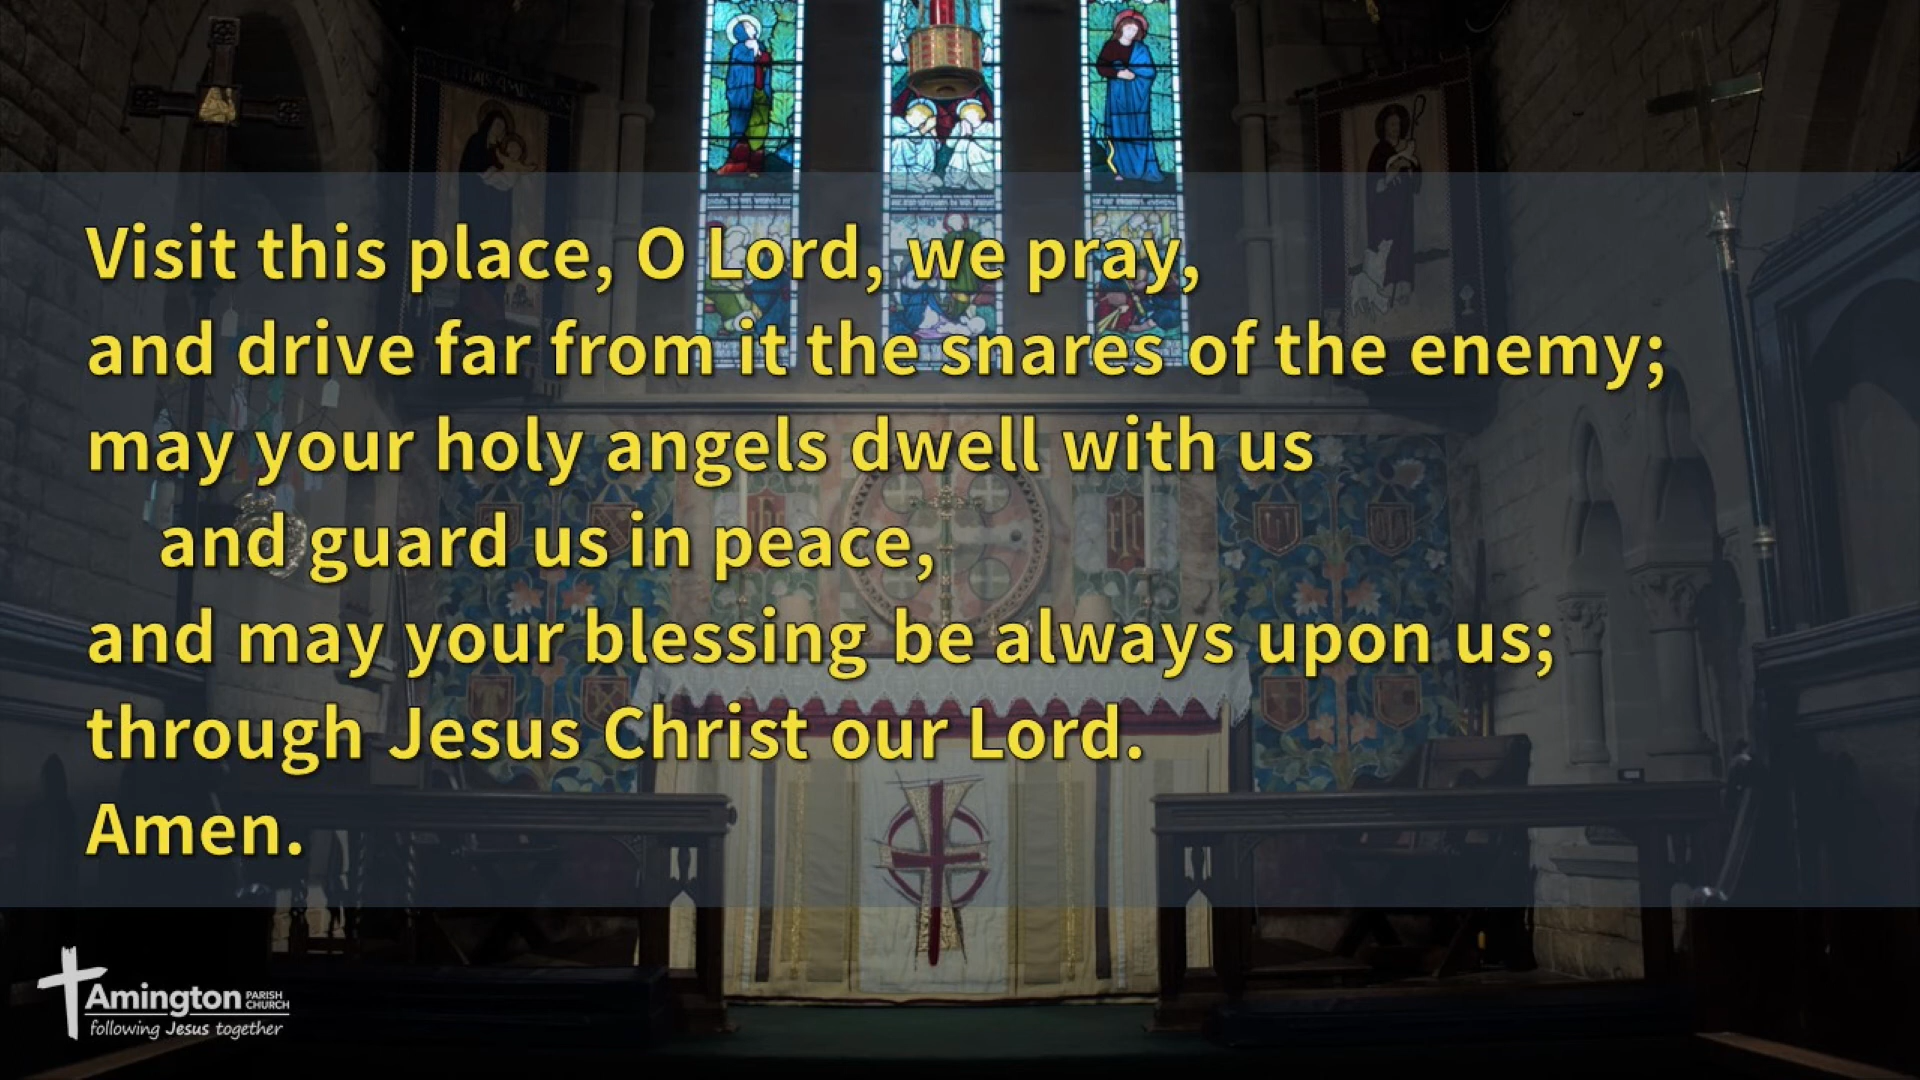 Visit this place, O Lord, we pray,
and drive far from it the snares of the enemy;
may your holy angels dwell with us
and guard us in peace,
and may your blessing be always upon us;
through Jesus Christ our Lord.
Amen.
Amington PARISH CHURCH
following Jesus together